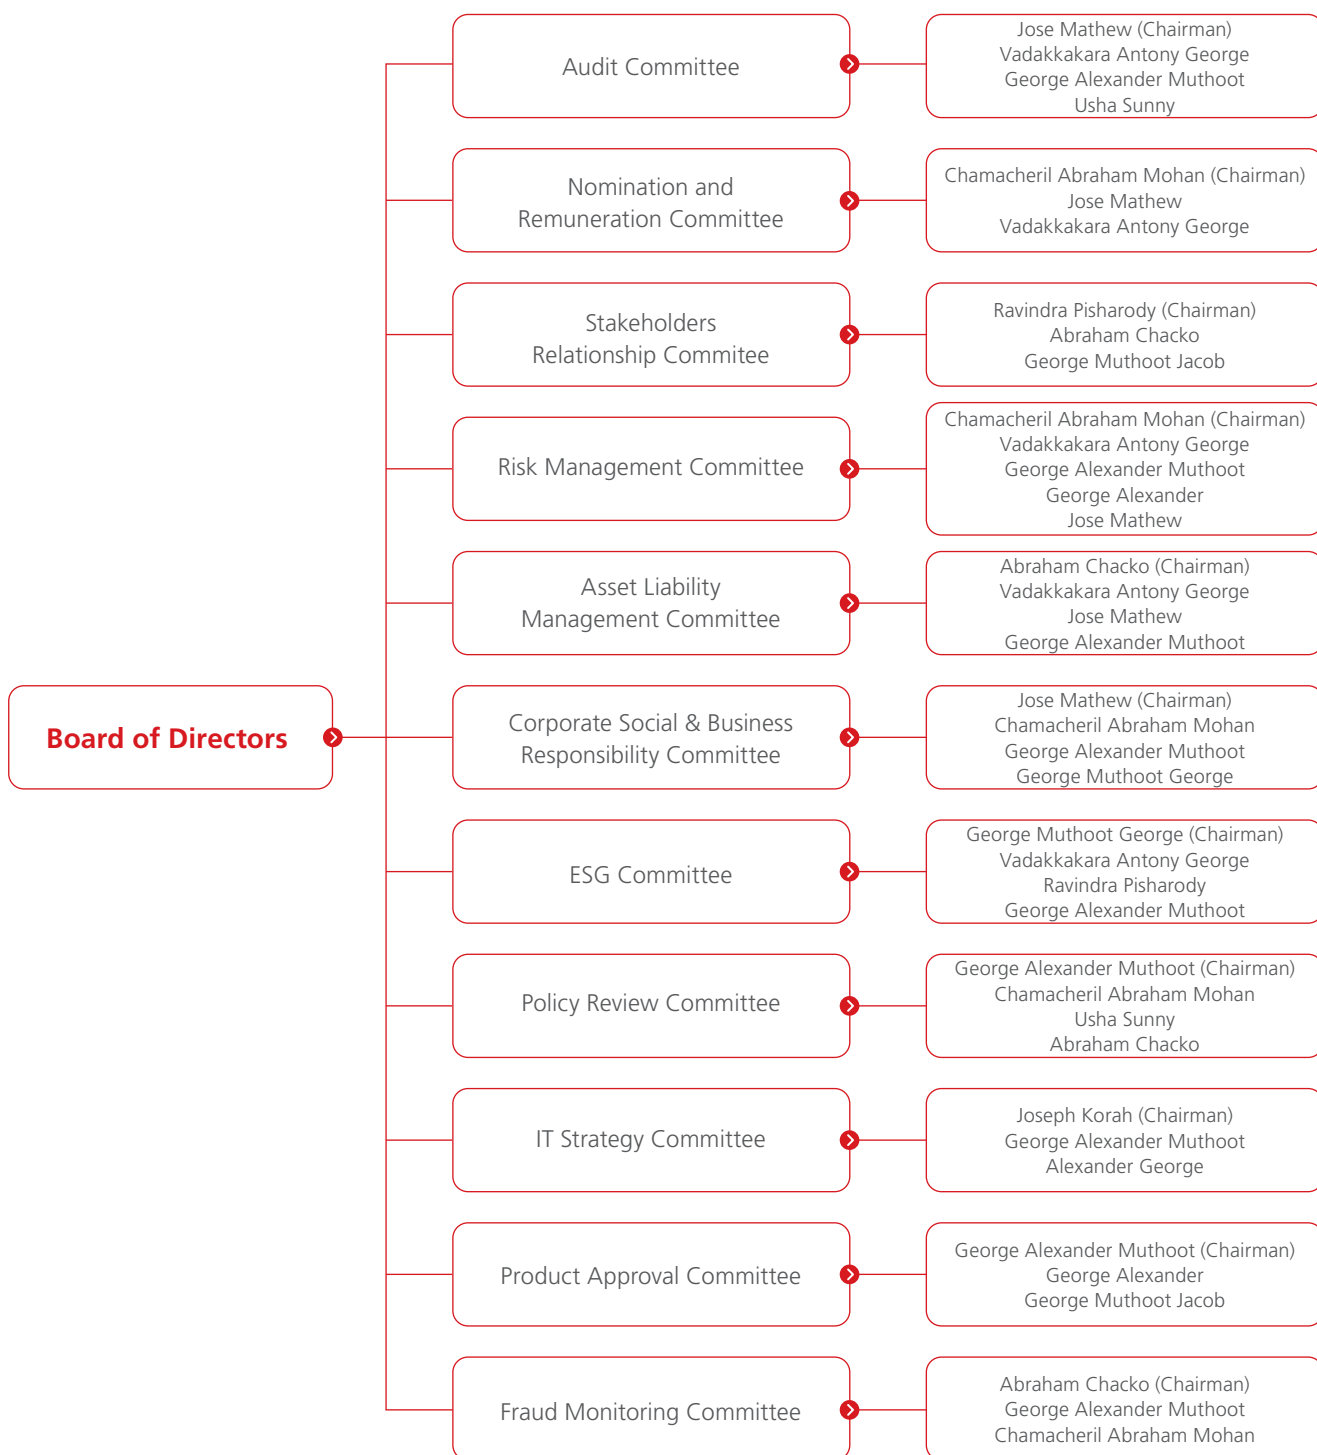 Board of Directors
Audit Committee
Jose Mathew (Chairman)
Vadakkakara Antony George
George Alexander Muthoot
Usha Sunny
Nomination and
Remuneration Committee
Chamacheril Abraham Mohan (Chairman)
Jose Mathew
Vadakkakara Antony George
Stakeholders
Relationship Commitee
Ravindra Pisharody (Chairman)
Abraham Chacko
George Muthoot Jacob
Risk Management Committee
Chamacheril Abraham Mohan (Chairman)
Vadakkakara Antony George
George Alexander Muthoot
George Alexander
Jose Mathew
Asset Liability
Management Committee
Abraham Chacko (Chairman)
Vadakkakara Antony George
Jose Mathew
George Alexander Muthoot
Corporate Social & Business
Responsibility Committee
Jose Mathew (Chairman)
Chamacheril Abraham Mohan
George Alexander Muthoot
George Muthoot George
ESG Committee
George Muthoot George (Chairman)
Vadakkakara Antony George
Ravindra Pisharody
George Alexander Muthoot
Policy Review Committee
George Alexander Muthoot (Chairman)
Chamacheril Abraham Mohan
Usha Sunny
Abraham Chacko
IT Strategy Committee
Joseph Korah (Chairman)
George Alexander Muthoot
Alexander George
Product Approval Committee
George Alexander Muthoot (Chairman)
George Alexander
George Muthoot Jacob
Fraud Monitoring Committee
Abraham Chacko (Chairman)
George Alexander Muthoot
Chamacheril Abraham Mohan